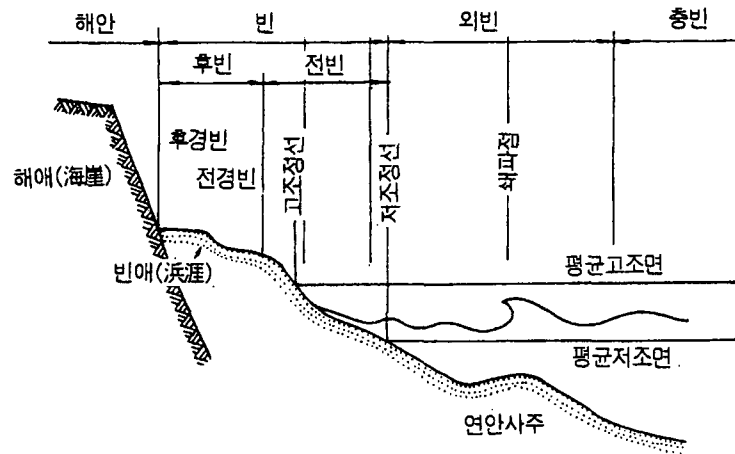 해안 빈 외빈 충빈
후빈 전빈
후경빈
전경빈
고조정선
저조정선
쇄파점
해애(海崖)
빈애(浜涯)
평균고조면
평균저조면
연안사주